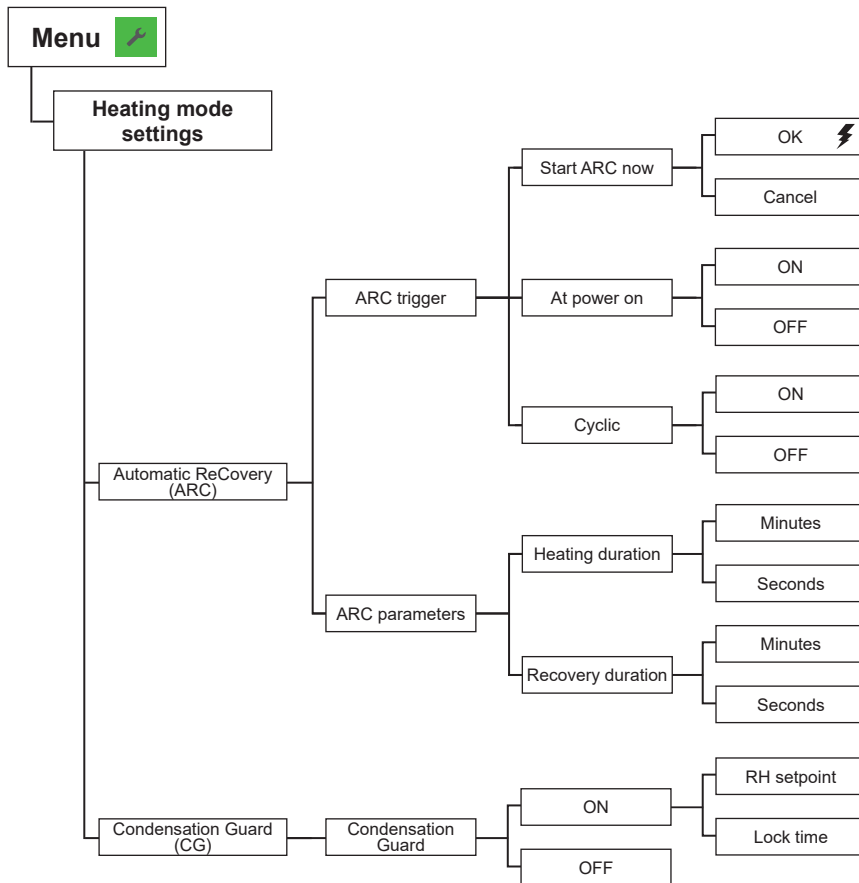 Menu
Heating mode
settings
Automatic ReCovery
(ARC)
ARC trigger
Start ARC now
OK
Cancel
At power on
ON
OFF
Cyclic
ON
OFF
ARC parameters
Heating duration
Minutes
Seconds
Recovery duration
Minutes
Seconds
Condensation Guard
(CG)
Condensation
Guard
ON
RH setpoint
Lock time
OFF